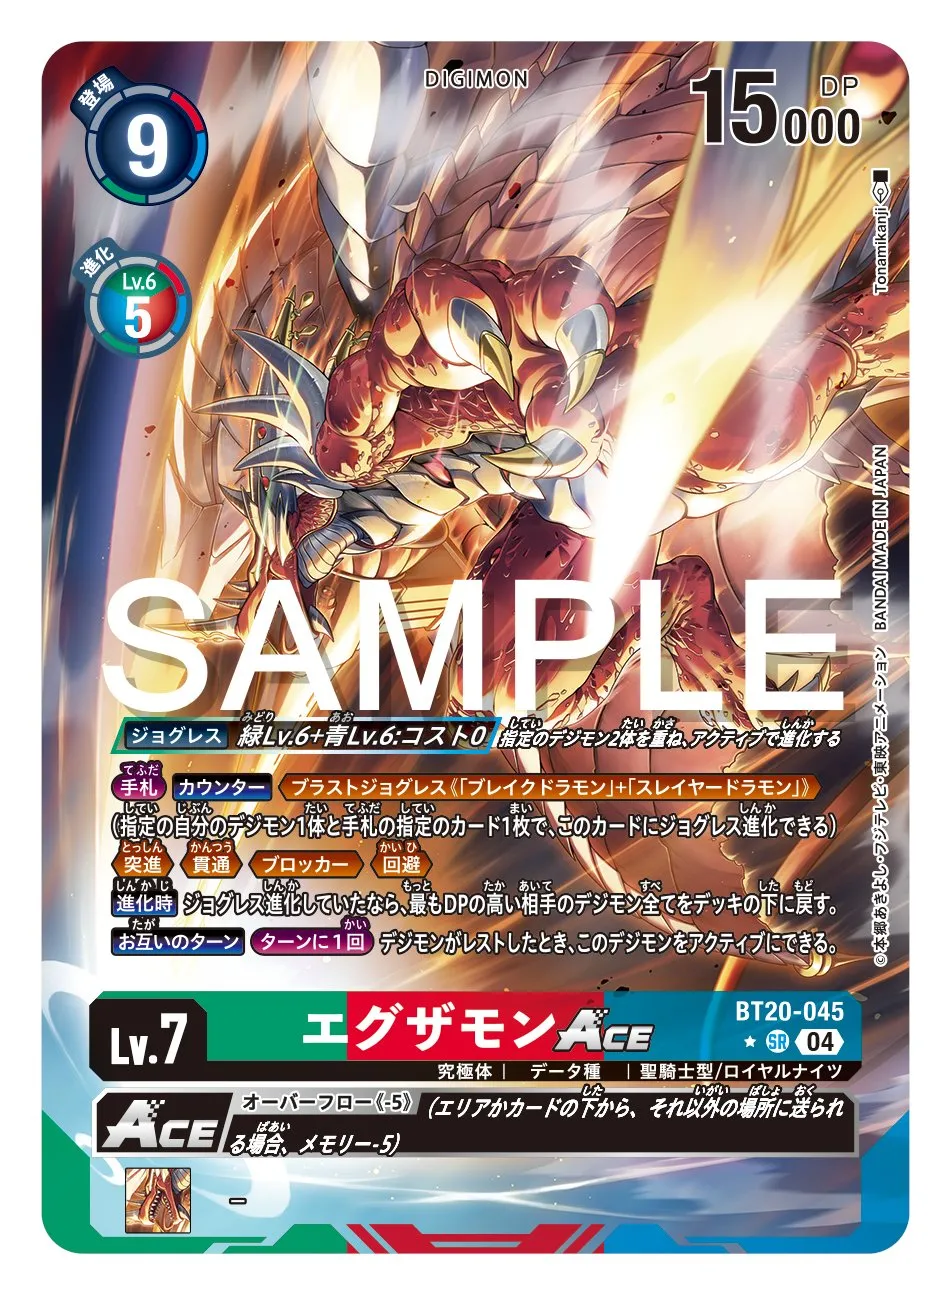 DIGIMON
15000 DP
登場
9
進化
Lv.6
5
Tonamikanji
©本郷あきよし・フジテレビ・東映アニメーション BANDAI MADE IN JAPAN
SAMPLE
ジョグレス 緑Lv.6+青Lv.6:コスト0 指定のデジモン2体を重ね、アクティブで進化する
手札 カウンター ブラストジョグレス《「ブレイクドラモン」+「スレイヤードラモン」》
(指定の自分のデジモン1体と手札の指定のカード1枚で、このカードにジョグレス進化できる)
突進 貫通 ブロッカー 回避
進化時 ジョグレス進化していたなら、最もDPの高い相手のデジモン全てをデッキの下に戻す。
お互いのターン ターンに1回 デジモンがレストしたとき、このデジモンをアクティブにできる。
Lv.7
エグザモンACE
BT20-045
SR 04
究極体 | データ種 | 聖騎士型/ロイヤルナイツ
ACE
オーバーフロー《-5》 (エリアかカードの下から、それ以外の場所に送られ
る場合、メモリー-5)
-